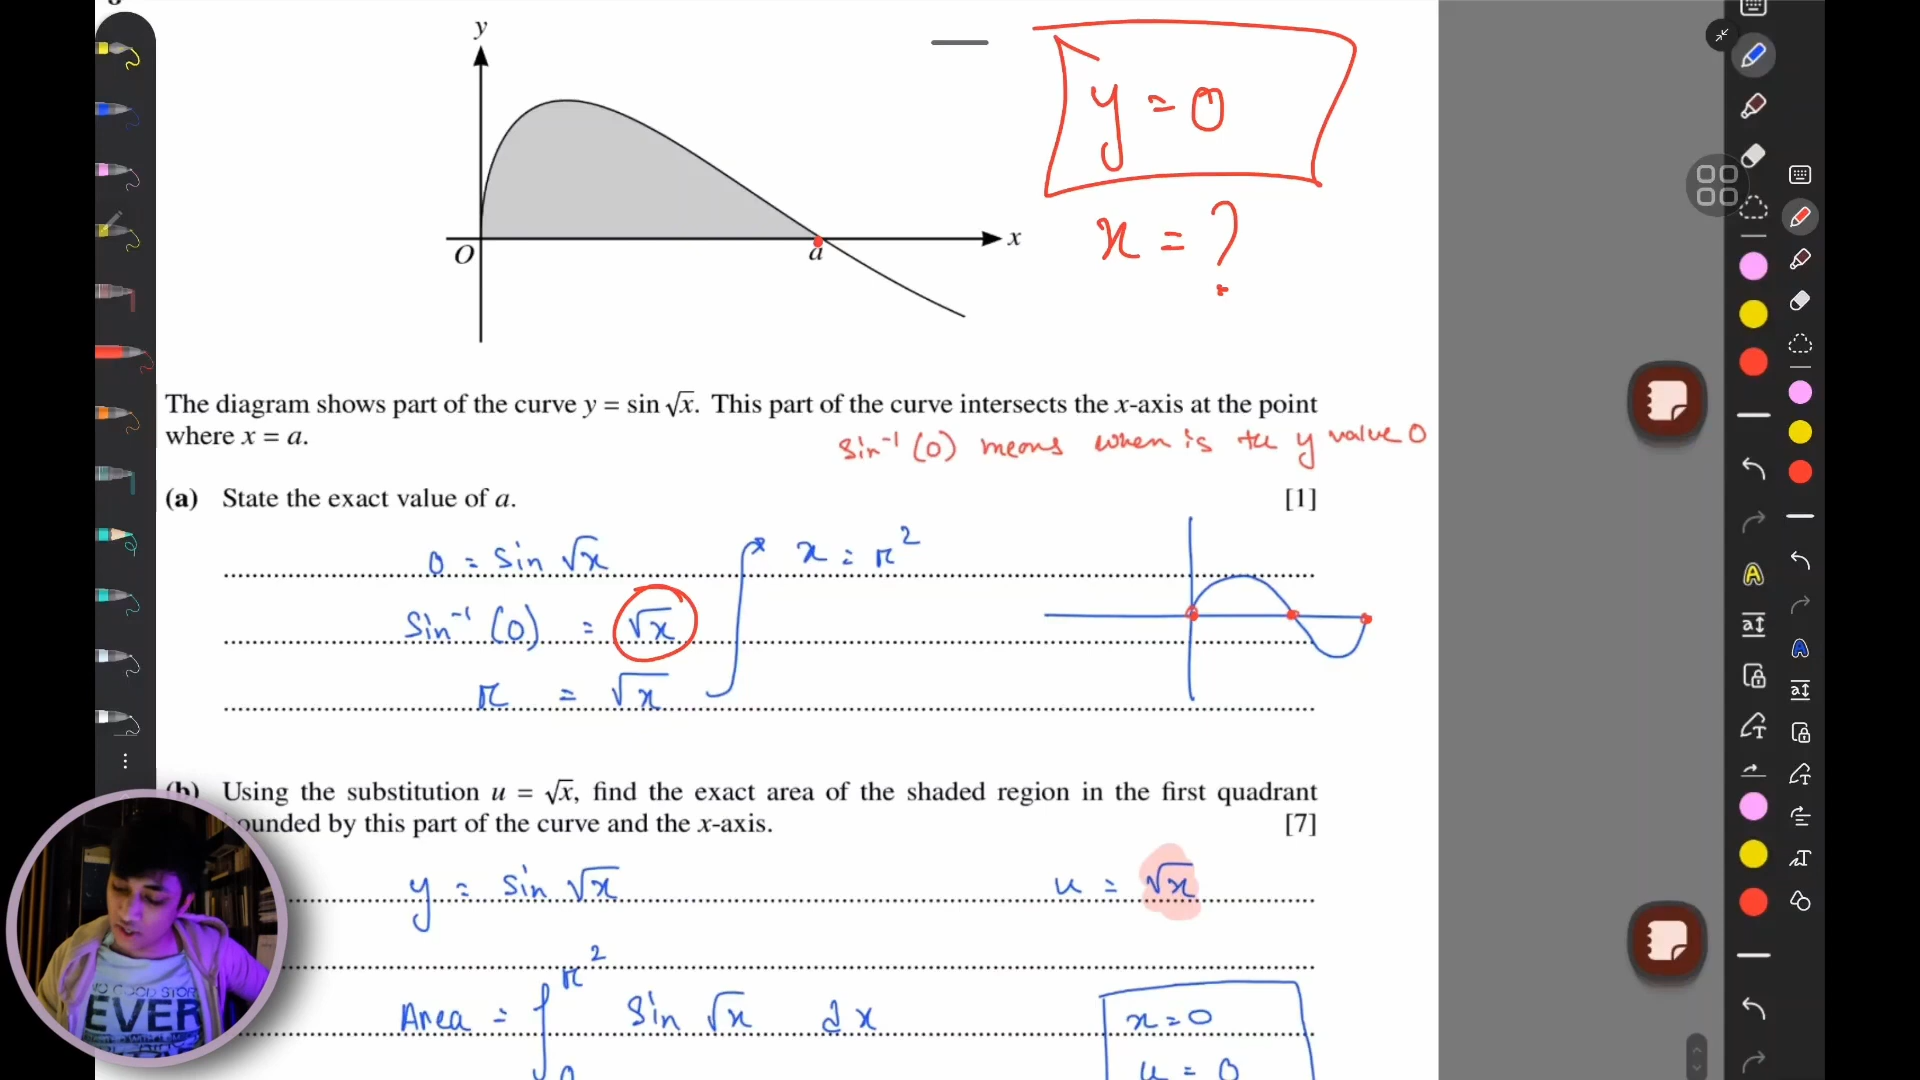 y
y = 0
x = ?
O
a
x
The diagram shows part of the curve y = sin √x. This part of the curve intersects the x-axis at the point
where x = a.
sin⁻¹ (0) means when is the y value 0
(a) State the exact value of a. [1]
0 = sin √x
x = π²
sin⁻¹ (0) = √x
π = √x
(b) Using the substitution u = √x, find the exact area of the shaded region in the first quadrant
bounded by this part of the curve and the x-axis. [7]
y = sin √x
u = √x
Area = ∫₀^π² sin √x dx
x = 0
u = 0
EVER